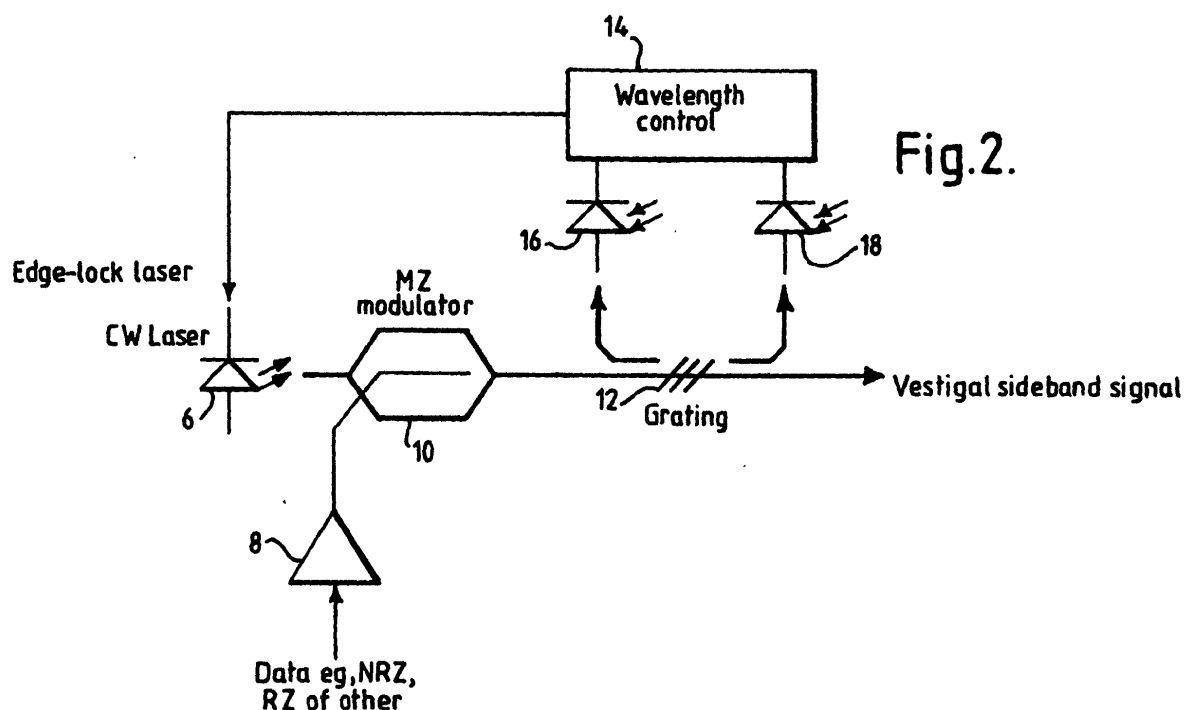 14
Wavelength
control
Fig.2.
16
18
Edge-lock laser
MZ
modulator
CW Laser
6
10
12
Grating
Vestigal sideband signal
8
Data eg,NRZ,
RZ of other